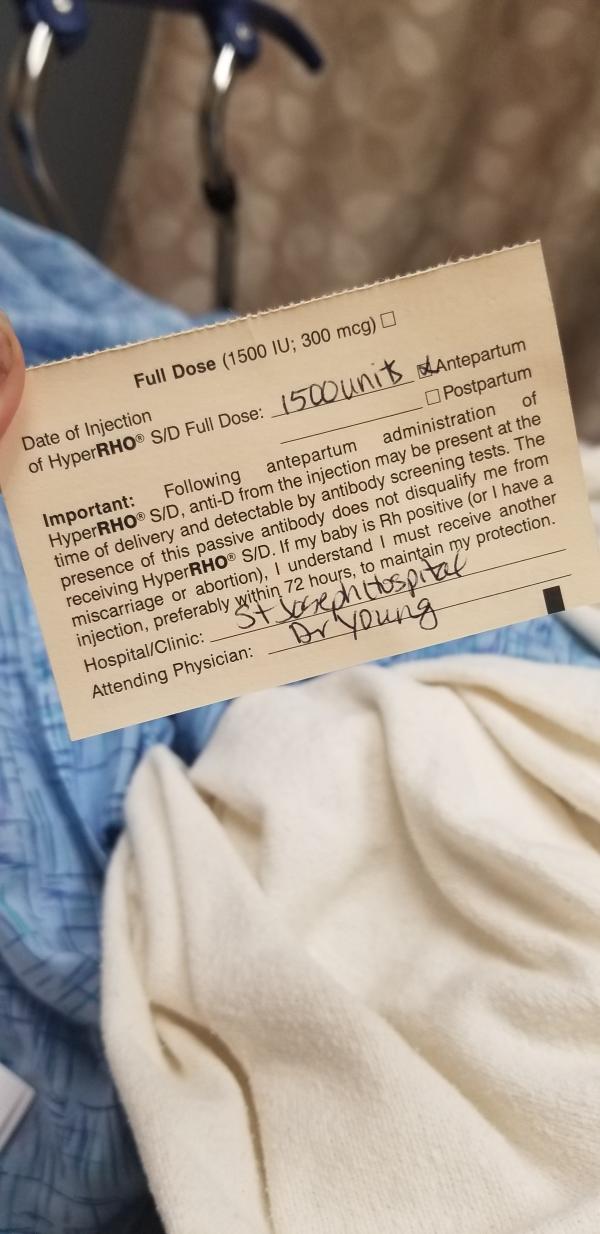 Full Dose (1500 IU; 300 mcg) ☐
Date of Injection
of HyperRHO® S/D Full Dose: 1500 units ☒ Antepartum
☐ Postpartum
Important: Following antepartum administration of
HyperRHO® S/D, anti-D from the injection may be present at the
time of delivery and detectable by antibody screening tests. The
presence of this passive antibody does not disqualify me from
receiving HyperRHO® S/D. If my baby is Rh positive (or I have a
miscarriage or abortion), I understand I must receive another
injection, preferably within 72 hours, to maintain my protection.
Hospital/Clinic: St Joseph Hospital
Attending Physician: Dr Young